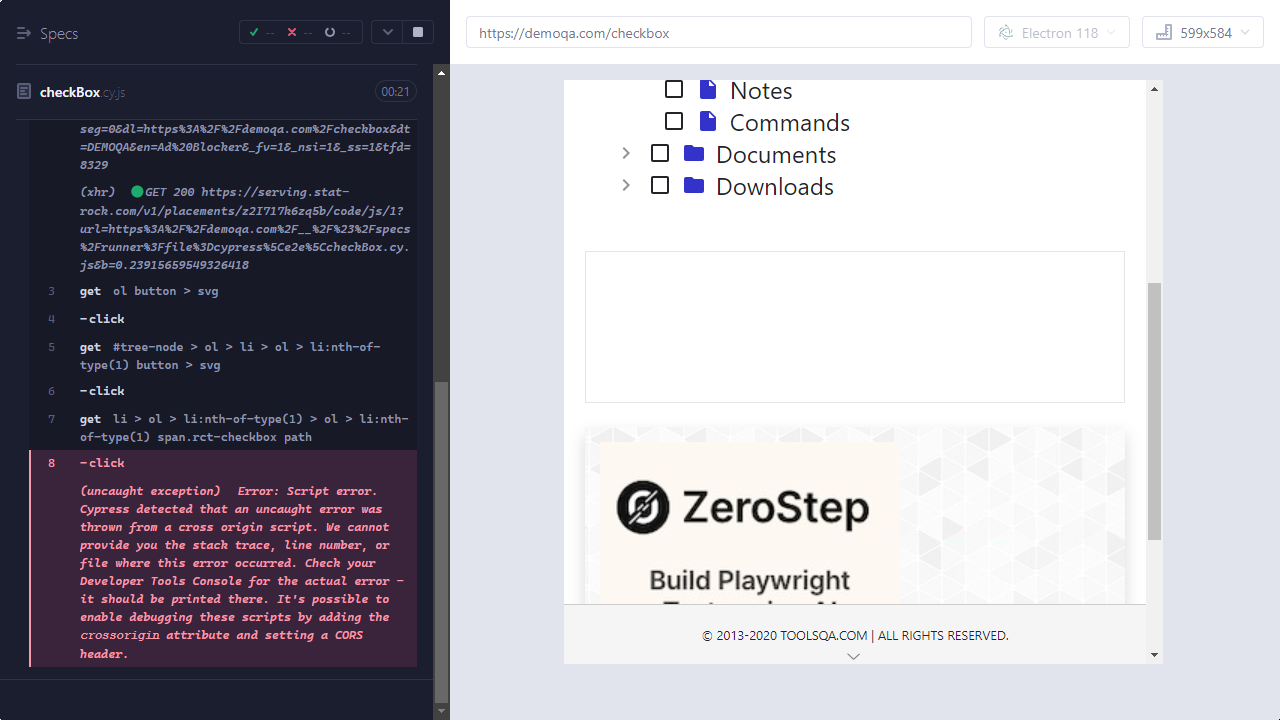 Specs
--
--
--
checkBox.cy.js
00:21
seg=0&dl=https%3A%2F%2Fdemoqa.com%2Fcheckbox&dt
=DEMOQA&en=Ad%20Blocker&_fv=1&_nsi=1&_ss=1&tfd=
8329
(xhr) GET 200 https://serving.stat-
rock.com/v1/placements/z2I717k6zq5b/code/js/1?
url=https%3A%2F%2Fdemoqa.com%2F__%2F%23%2Fspecs
%2Frunner%3Ffile%3Dcypress%5Ce2e%5CcheckBox.cy.
js&b=0.23915659549326418
3 get ol button > svg
4 -click
5 get #tree-node > ol > li > ol > li:nth-of-
type(1) button > svg
6 -click
7 get li > ol > li:nth-of-type(1) > ol > li:nth-
of-type(1) span.rct-checkbox path
8 -click
(uncaught exception) Error: Script error.
Cypress detected that an uncaught error was
thrown from a cross origin script. We cannot
provide you the stack trace, line number, or
file where this error occurred. Check your
Developer Tools Console for the actual error -
it should be printed there. It's possible to
enable debugging these scripts by adding the
crossorigin attribute and setting a CORS
header.
https://demoqa.com/checkbox
Electron 118
599x584
Notes
Commands
Documents
Downloads
ZeroStep
Build Playwright
© 2013-2020 TOOLSQA.COM | ALL RIGHTS RESERVED.